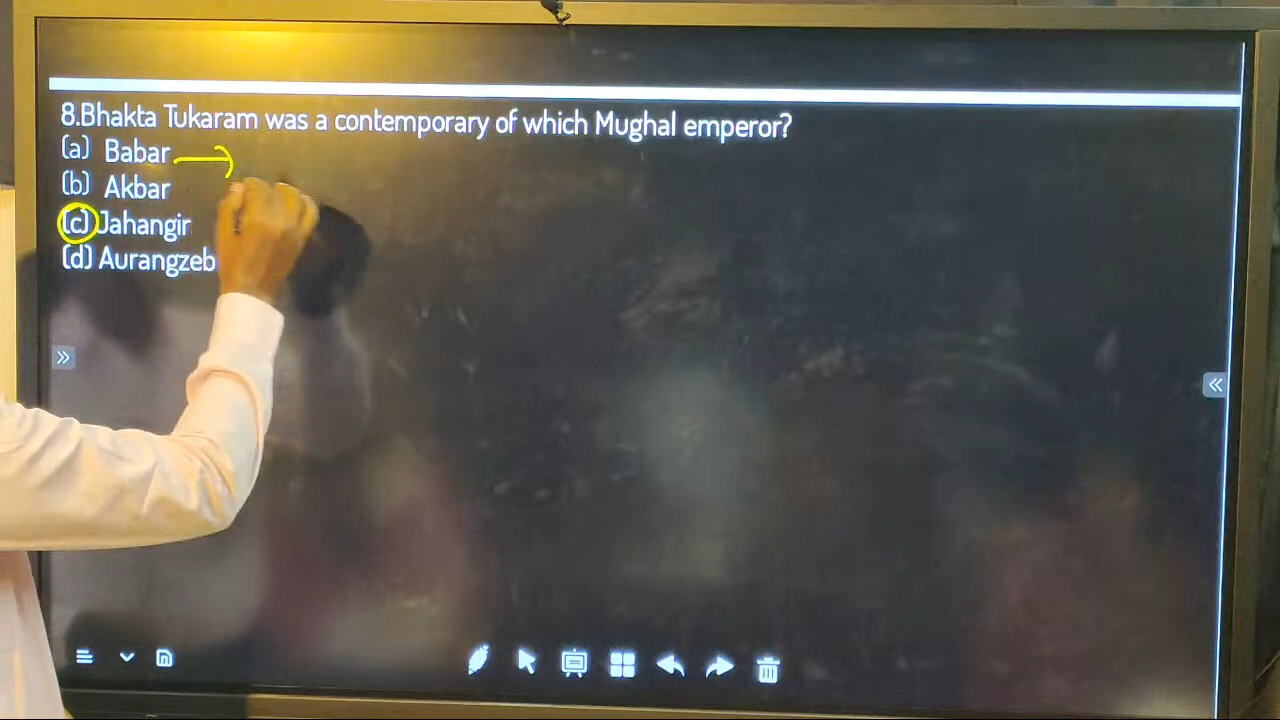 8.Bhakta Tukaram was a contemporary of which Mughal emperor?
(a) Babar
(b) Akbar
(c) Jahangir
(d) Aurangzeb